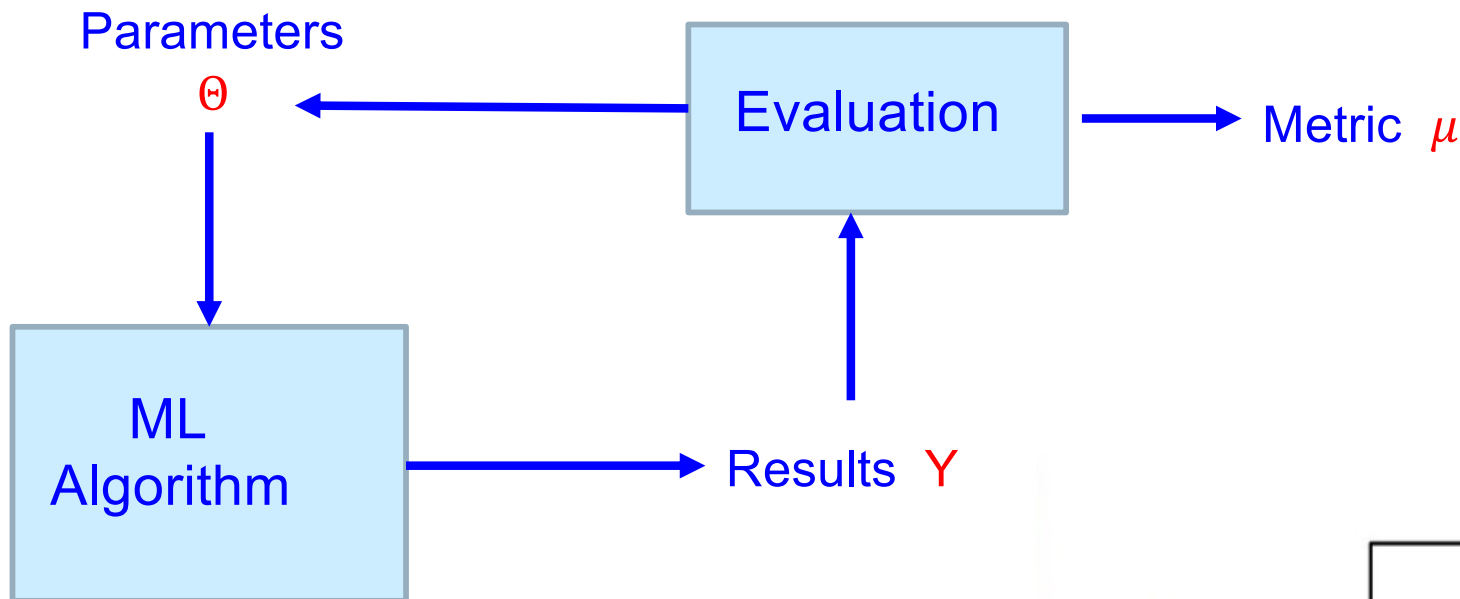 Parameters
Θ
Evaluation
Metric μ
ML
Algorithm
Results Y